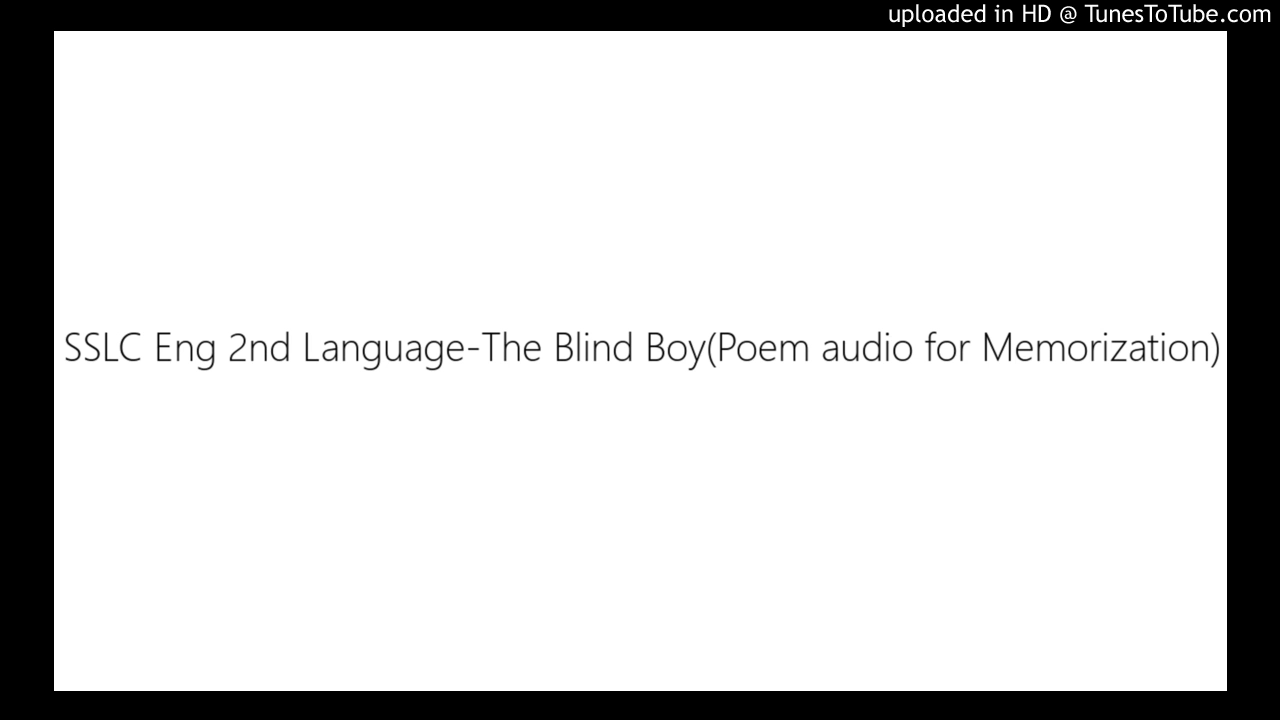 uploaded in HD @ TunesToTube.com
SSLC Eng 2nd Language-The Blind Boy(Poem audio for Memorization)